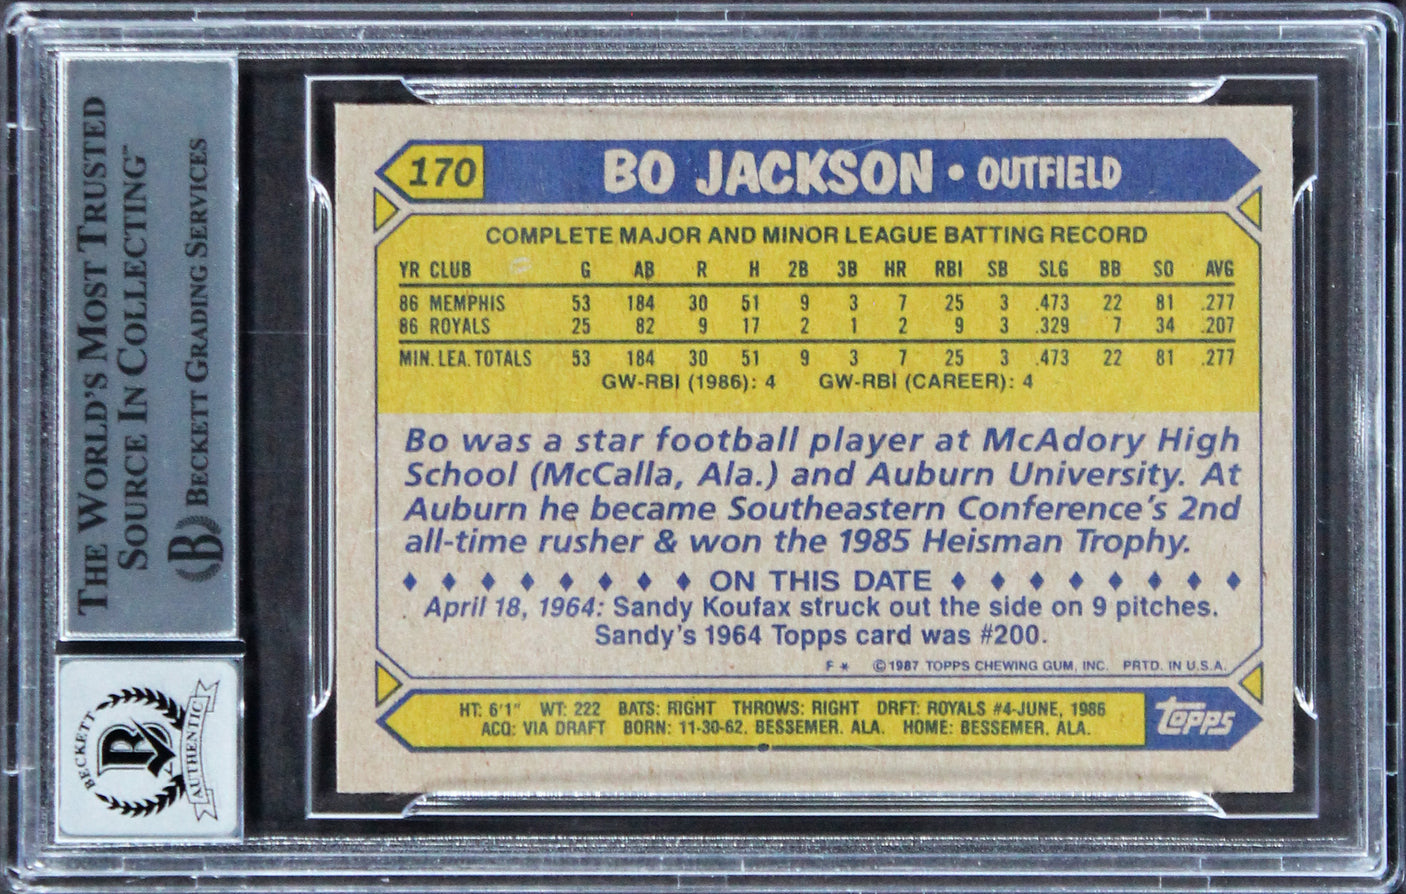 THE WORLD'S MOST TRUSTED
SOURCE IN COLLECTING™
B BECKETT GRADING SERVICES
BECKETT
B
AUTHENTIC
170
BO JACKSON • OUTFIELD
COMPLETE MAJOR AND MINOR LEAGUE BATTING RECORD
YR CLUB G AB R H 2B 3B HR RBI SB SLG BB SO AVG
86 MEMPHIS 53 184 30 51 9 3 7 25 3 .473 22 81 .277
86 ROYALS 25 82 9 17 2 1 2 9 3 .329 7 34 .207
MIN. LEA. TOTALS 53 184 30 51 9 3 7 25 3 .473 22 81 .277
GW-RBI (1986): 4 GW-RBI (CAREER): 4
Bo was a star football player at McAdory High
School (McCalla, Ala.) and Auburn University. At
Auburn he became Southeastern Conference's 2nd
all-time rusher & won the 1985 Heisman Trophy.
♦ ♦ ♦ ♦ ♦ ♦ ♦ ♦ ON THIS DATE ♦ ♦ ♦ ♦ ♦ ♦ ♦ ♦
April 18, 1964: Sandy Koufax struck out the side on 9 pitches.
Sandy's 1964 Topps card was #200.
F * ©1987 TOPPS CHEWING GUM, INC. PRTD. IN U.S.A.
HT: 6'1" WT: 222 BATS: RIGHT THROWS: RIGHT DRFT: ROYALS #4-JUNE, 1986
ACQ: VIA DRAFT BORN: 11-30-62, BESSEMER, ALA. HOME: BESSEMER, ALA.
topps